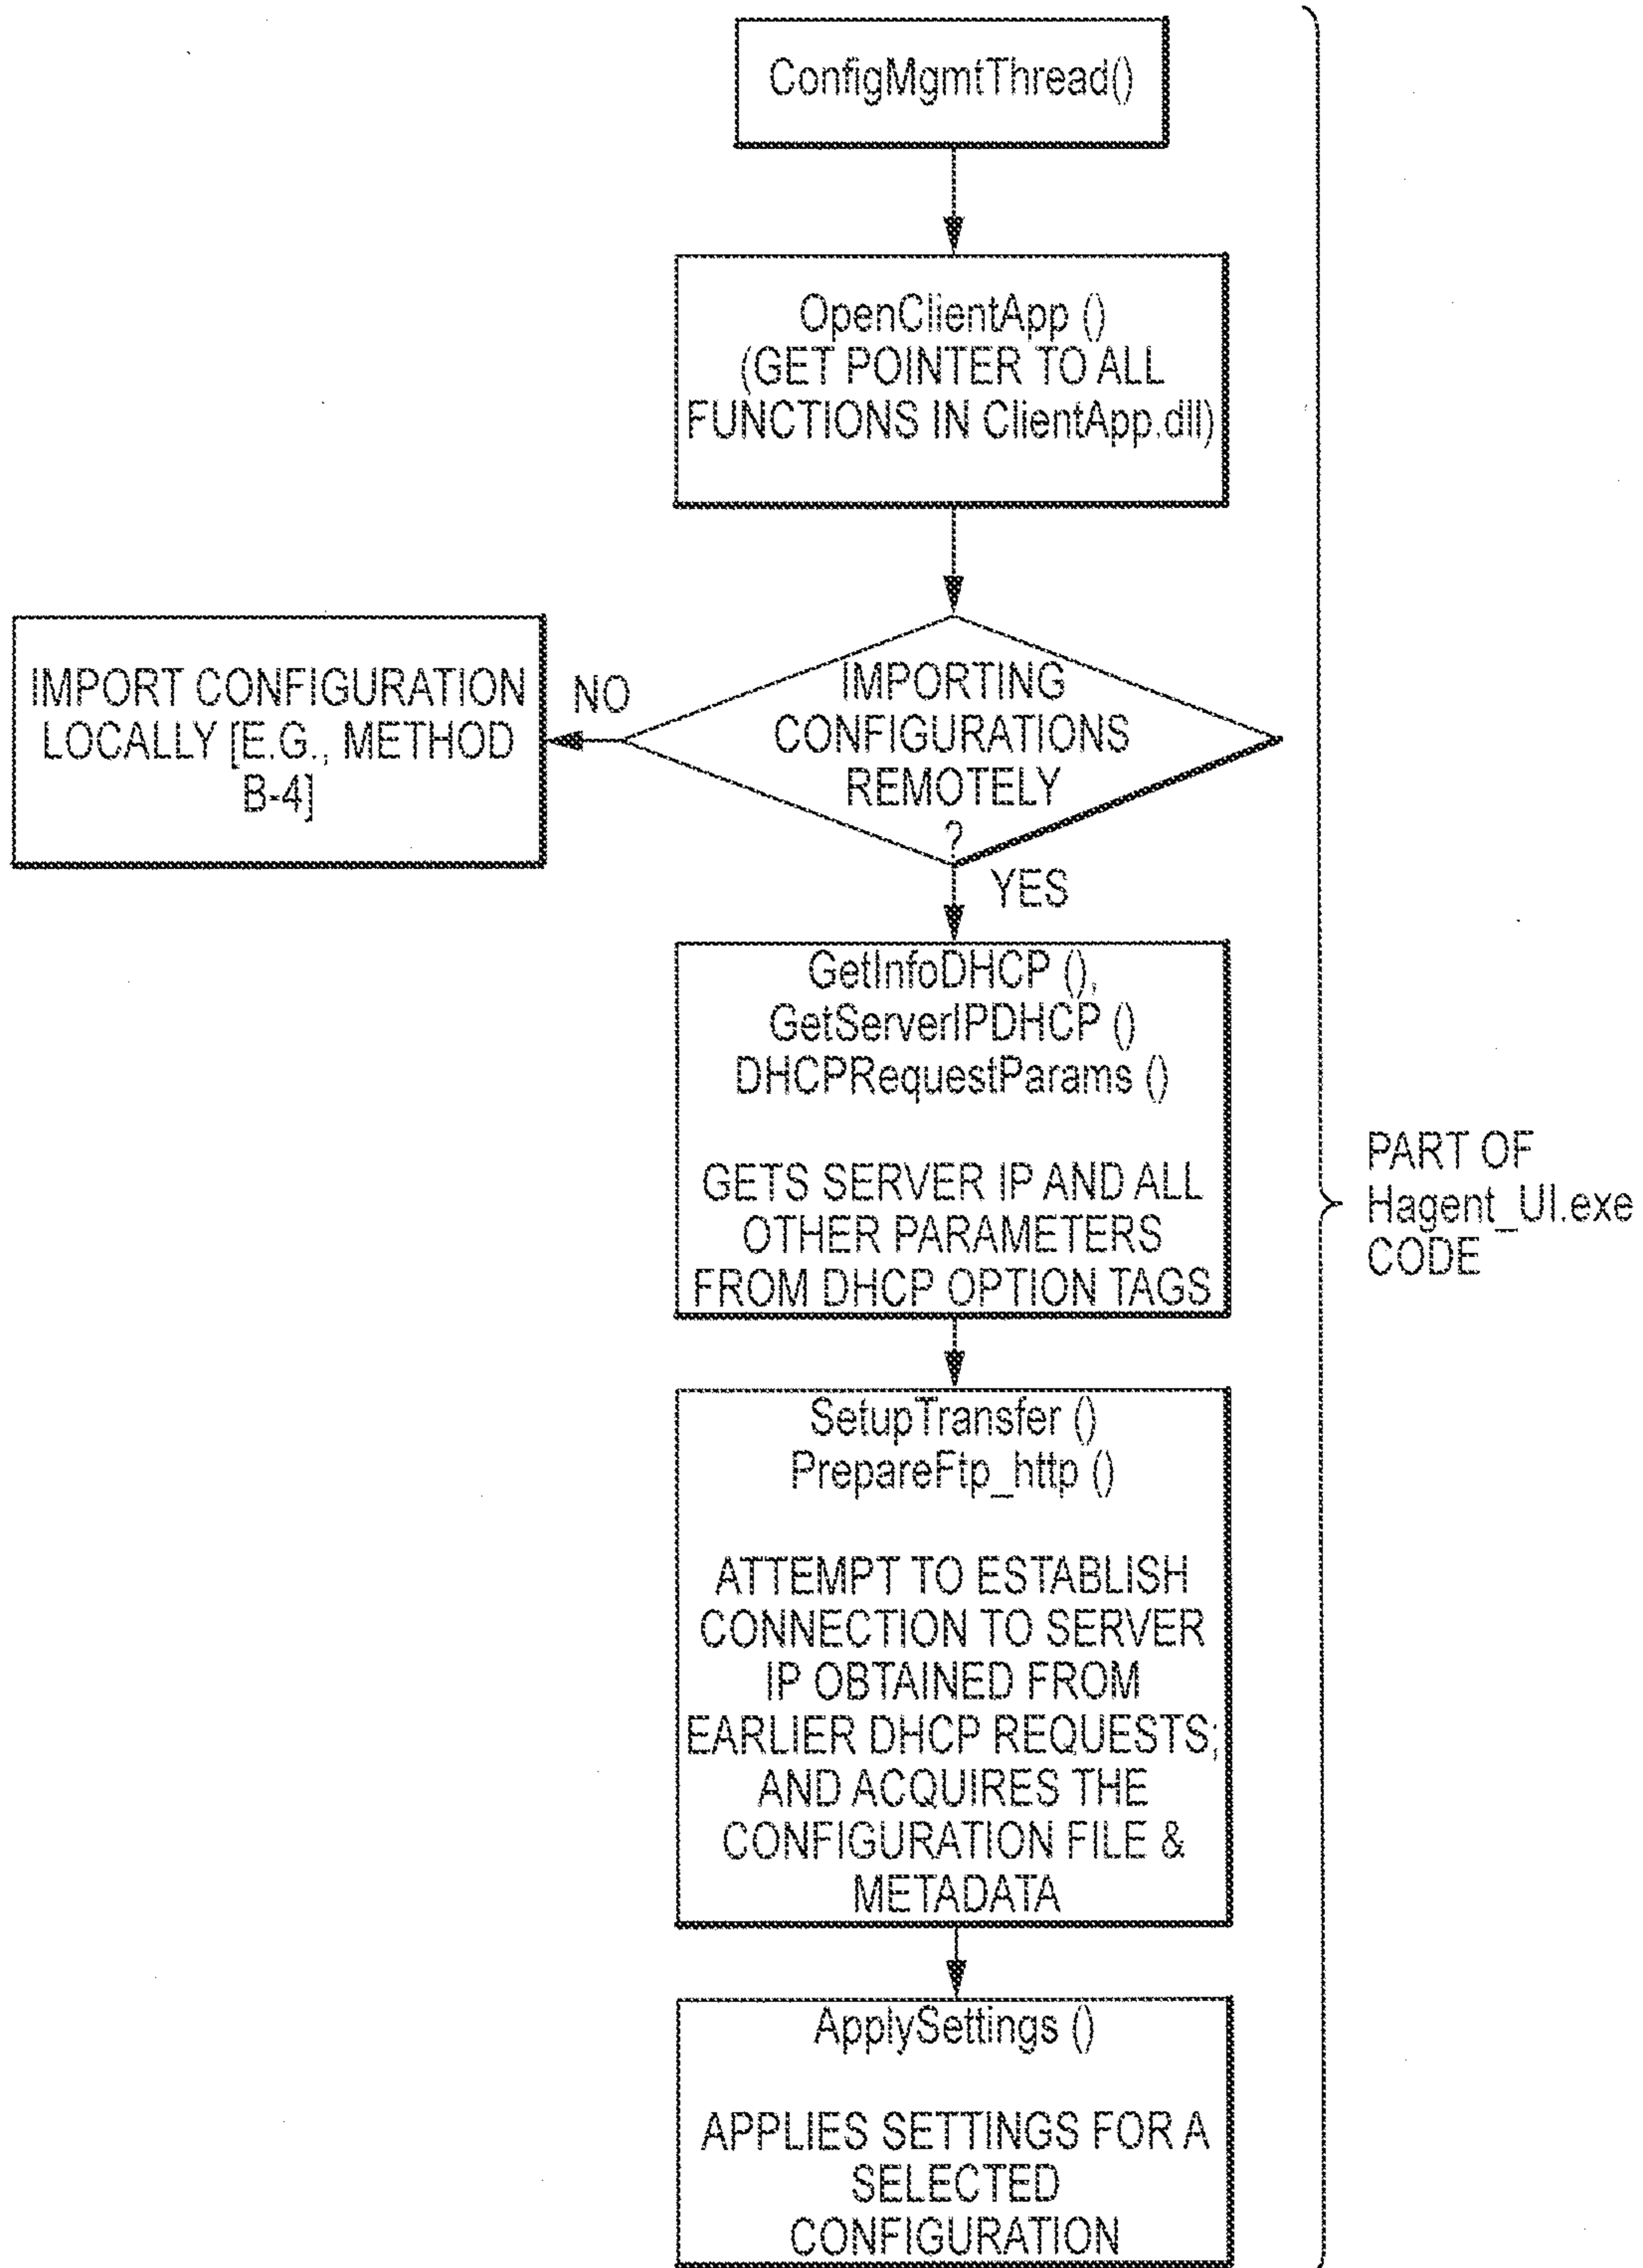 ConfigMgmtThread()
OpenClientApp ()
(GET POINTER TO ALL
FUNCTIONS IN ClientApp.dll)
IMPORTING
CONFIGURATIONS
REMOTELY
?
NO
IMPORT CONFIGURATION
LOCALLY [E.G., METHOD
B-4]
YES
GetInfoDHCP (),
GetServerIPDHCP ()
DHCPRequestParams ()
GETS SERVER IP AND ALL
OTHER PARAMETERS
FROM DHCP OPTION TAGS
SetupTransfer ()
PrepareFtp_http ()
ATTEMPT TO ESTABLISH
CONNECTION TO SERVER
IP OBTAINED FROM
EARLIER DHCP REQUESTS;
AND ACQUIRES THE
CONFIGURATION FILE &
METADATA
ApplySettings ()
APPLIES SETTINGS FOR A
SELECTED
CONFIGURATION
PART OF
Hagent_UI.exe
CODE